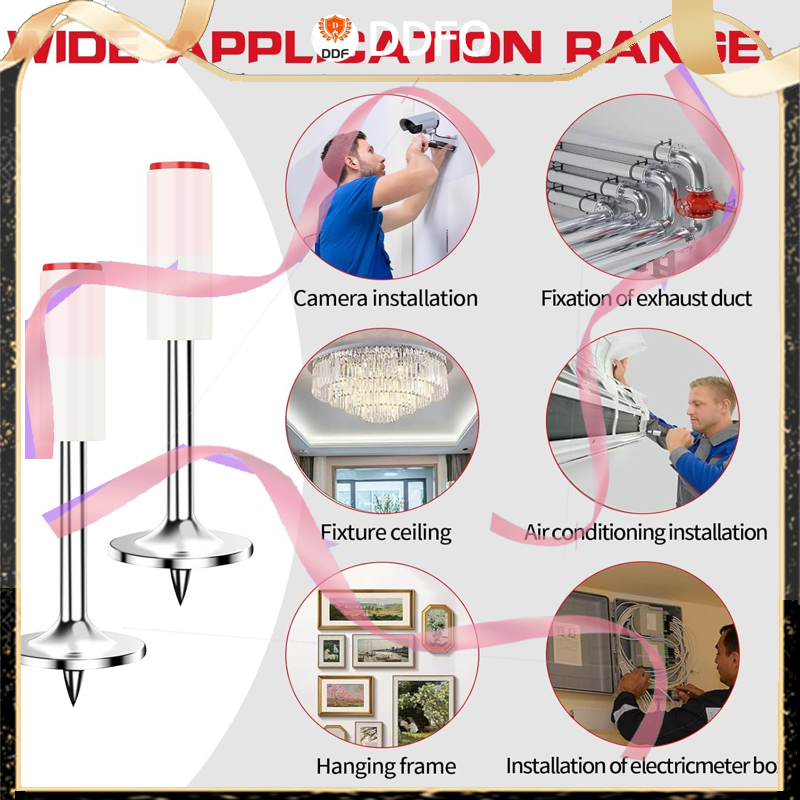 WIDE APPLICATION RANGE
DDFO
DDF
Camera installation
Fixation of exhaust duct
Fixture ceiling
Air conditioning installation
Hanging frame
Installation of electricmeter bo